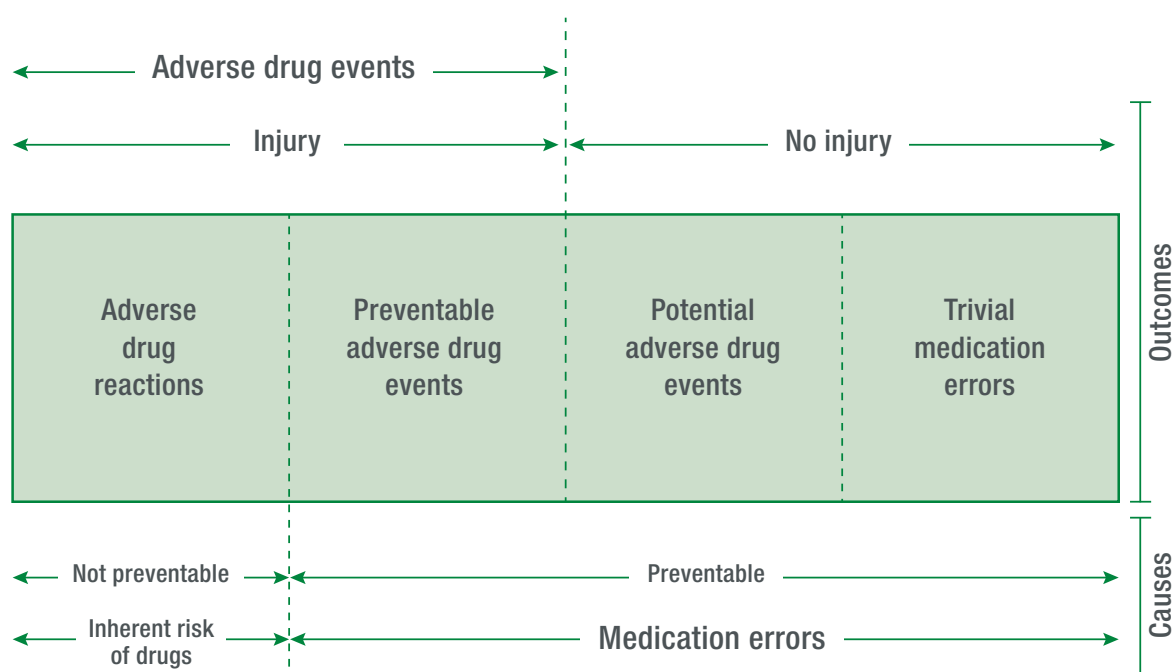 Adverse drug events
Injury
No injury
Adverse
drug
reactions
Preventable
adverse drug
events
Potential
adverse drug
events
Trivial
medication
errors
Outcomes
Not preventable
Preventable
Inherent risk
of drugs
Medication errors
Causes